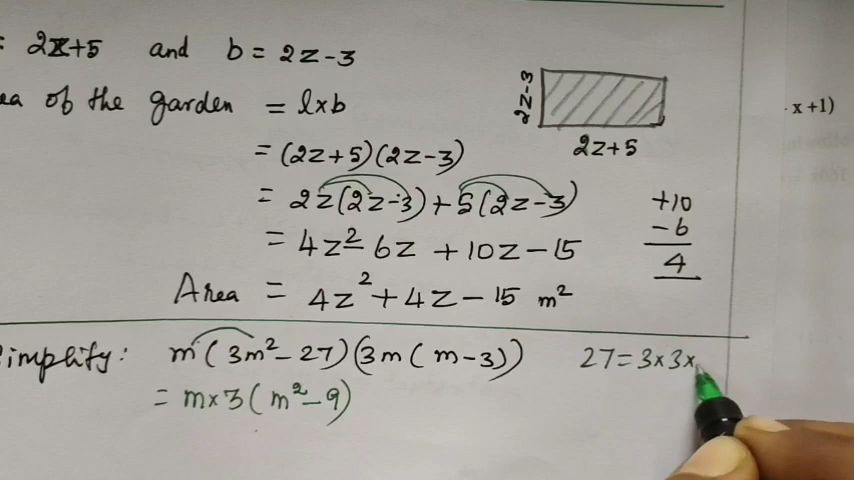 = 2z+5 and b = 2z-3
ea of the garden = l×b
= (2z+5)(2z-3)
= 2z(2z-3)+5(2z-3)
= 4z²-6z +10z-15
Area = 4z²+4z-15 m²
2z-3
2z+5
+10
-6
4
x+1)
simplify: m(3m²-27)(3m(m-3))
= m×3(m²-9)
27=3×3×